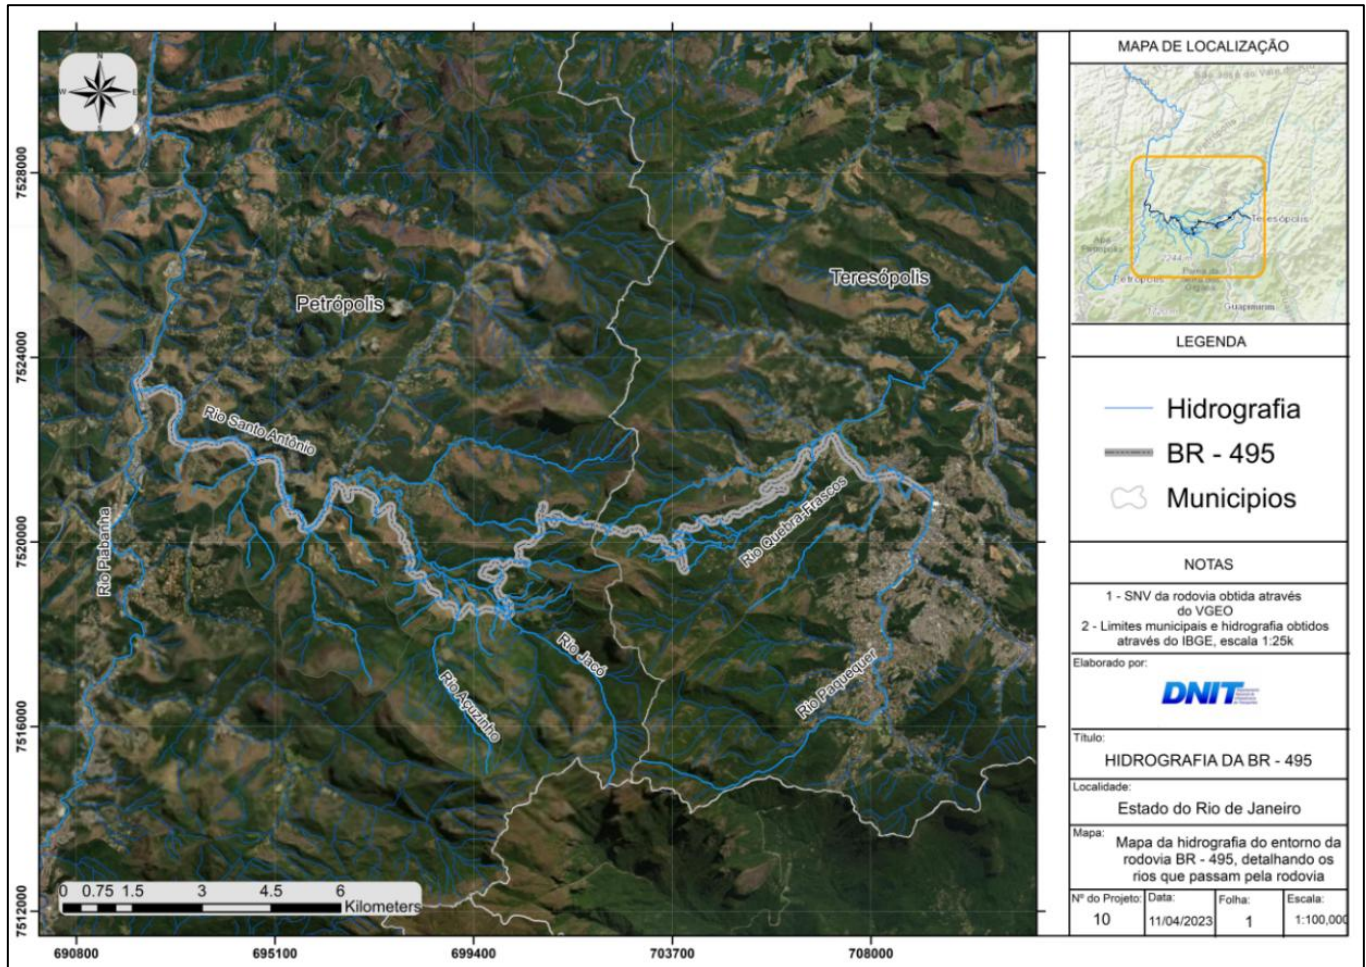 N
W
E
S
Petrópolis
Teresópolis
Rio Santo Antônio
Rio Piabanha
Rio Quebra-Frascos
Rio Jacó
Rio Açuzinho
Rio Paquequer
7528000
7524000
7520000
7516000
7512000
690800
695100
699400
703700
708000
0 0.75 1.5 3 4.5 6
Kilometers
MAPA DE LOCALIZAÇÃO
Teresópolis
Petrópolis
2244 m
Guapimirim
LEGENDA
Hidrografia
BR - 495
Municipios
NOTAS
1 - SNV da rodovia obtida através
do VGEO
2 - Limites municipais e hidrografia obtidos
através do IBGE, escala 1:25k
Elaborado por:
DNIT
Título:
HIDROGRAFIA DA BR - 495
Localidade:
Estado do Rio de Janeiro
Mapa:
Mapa da hidrografia do entorno da
rodovia BR - 495, detalhando os
rios que passam pela rodovia
Nº do Projeto:
10
Data:
11/04/2023
Folha:
1
Escala:
1:100,000